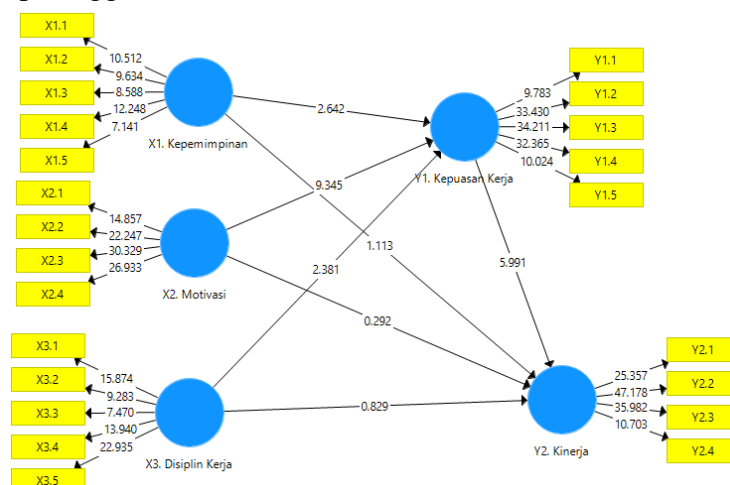 X1.1
X1.2
X1.3
X1.4
X1.5
10.512
9.634
8.588
12.248
7.141
X1. Kepemimpinan
X2.1
X2.2
X2.3
X2.4
14.857
22.247
30.329
26.933
X2. Motivasi
X3.1
X3.2
X3.3
X3.4
X3.5
15.874
9.283
7.470
13.940
22.935
X3. Disiplin Kerja
2.642
9.345
2.381
1.113
0.292
0.829
5.991
Y1.1
Y1.2
Y1.3
Y1.4
Y1.5
9.783
33.430
34.211
32.365
10.024
Y1. Kepuasan Kerja
Y2.1
Y2.2
Y2.3
Y2.4
25.357
47.178
35.982
10.703
Y2. Kinerja